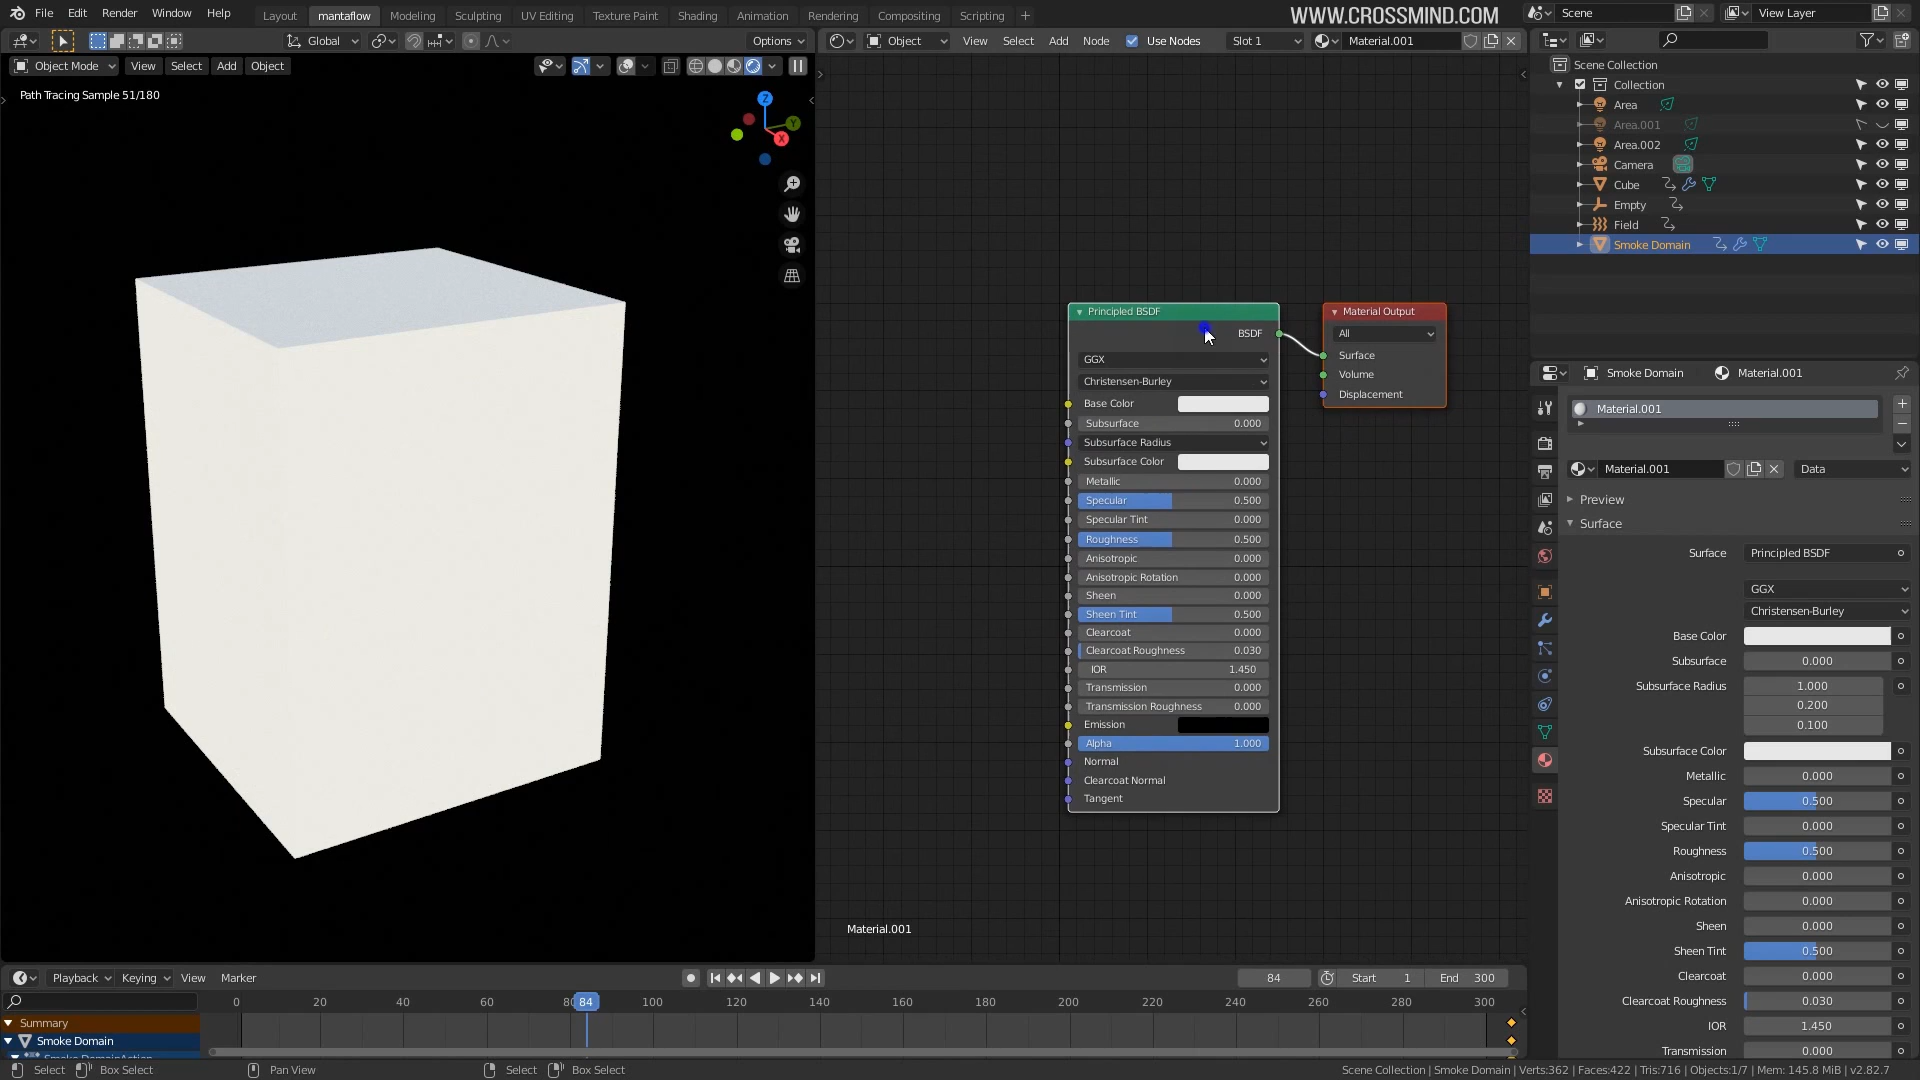 File Edit Render Window Help Layout mantaflow Modeling Sculpting UV Editing Texture Paint Shading Animation Rendering Compositing Scripting + WWW.CROSSMIND.COM Scene View Layer
Global Options Object View Select Add Node Use Nodes Slot 1 Material.001
Object Mode View Select Add Object
Path Tracing Sample 51/180
Z
Y
X
Principled BSDF
BSDF
GGX
Christensen-Burley
Base Color
Subsurface 0.000
Subsurface Radius
Subsurface Color
Metallic 0.000
Specular 0.500
Specular Tint 0.000
Roughness 0.500
Anisotropic 0.000
Anisotropic Rotation 0.000
Sheen 0.000
Sheen Tint 0.500
Clearcoat 0.000
Clearcoat Roughness 0.030
IOR 1.450
Transmission 0.000
Transmission Roughness 0.000
Emission
Alpha 1.000
Normal
Clearcoat Normal
Tangent
Material Output
All
Surface
Volume
Displacement
Material.001
Scene Collection
Collection
Area
Area.001
Area.002
Camera
Cube
Empty
Field
Smoke Domain
Smoke Domain Material.001
Material.001
Material.001 Data
Preview
Surface
Surface Principled BSDF
GGX
Christensen-Burley
Base Color
Subsurface 0.000
Subsurface Radius 1.000
0.200
0.100
Subsurface Color
Metallic 0.000
Specular 0.500
Specular Tint 0.000
Roughness 0.500
Anisotropic 0.000
Anisotropic Rotation 0.000
Sheen 0.000
Sheen Tint 0.500
Clearcoat 0.000
Clearcoat Roughness 0.030
IOR 1.450
Transmission 0.000
Playback Keying View Marker 84 Start 1 End 300
0 20 40 60 80 84 100 120 140 160 180 200 220 240 260 280 300
Summary
Smoke Domain
Smoke DomainAction
Select Box Select Pan View Select Box Select Scene Collection | Smoke Domain | Verts:362 | Faces:422 | Tris:716 | Objects:1/7 | Mem: 145.8 MiB | v2.82.7